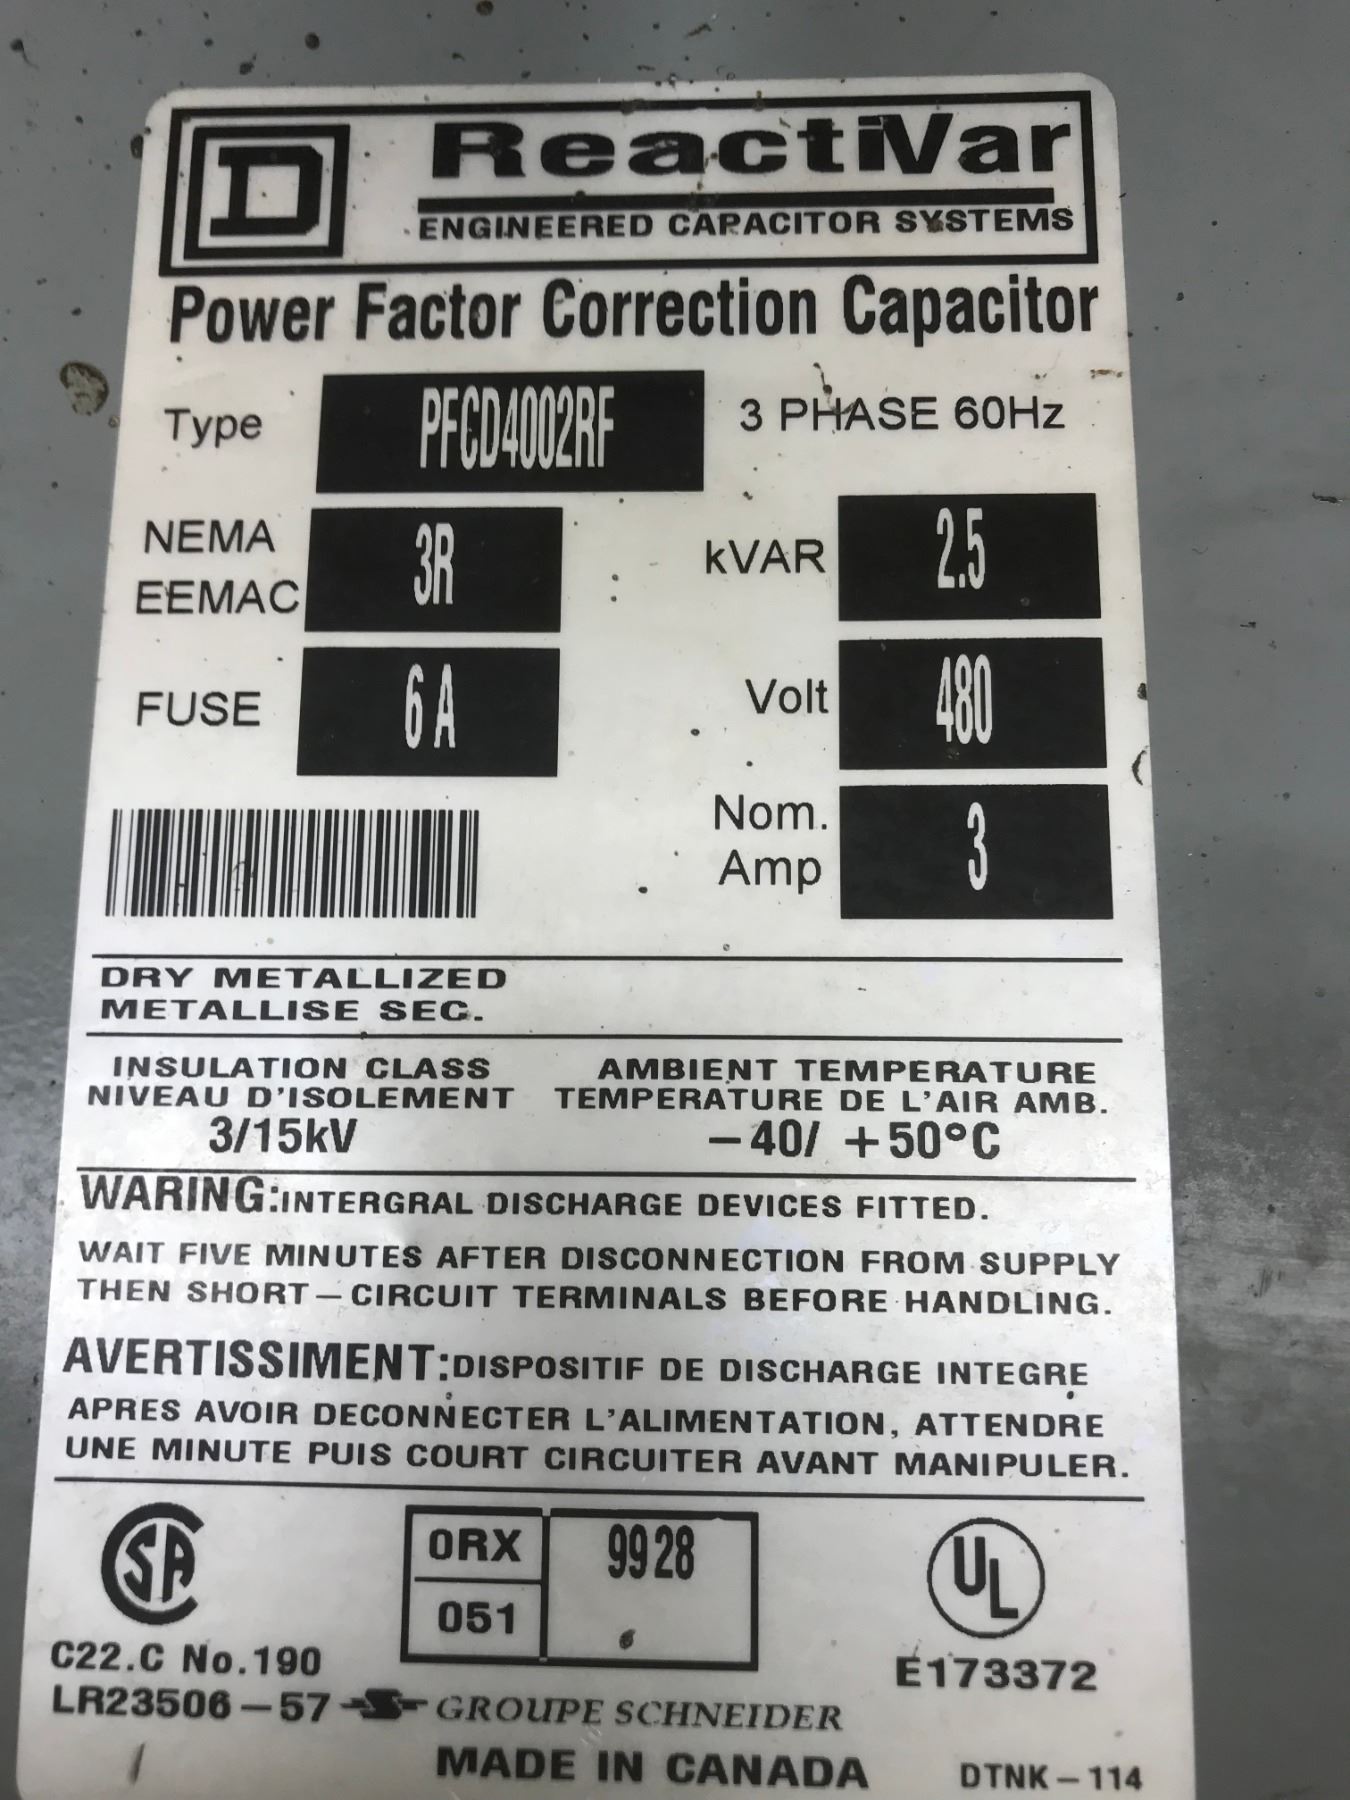 D ReactiVar
ENGINEERED CAPACITOR SYSTEMS
Power Factor Correction Capacitor
Type PFCD4002RF 3 PHASE 60Hz
NEMA
EEMAC 3R
kVAR 2.5
FUSE 6 A
Volt 480
Nom.
Amp 3
DRY METALLIZED
METALLISE SEC.
INSULATION CLASS AMBIENT TEMPERATURE
NIVEAU D'ISOLEMENT TEMPERATURE DE L'AIR AMB.
3/15kV -40/ +50°C
WARING:INTERGRAL DISCHARGE DEVICES FITTED.
WAIT FIVE MINUTES AFTER DISCONNECTION FROM SUPPLY
THEN SHORT-CIRCUIT TERMINALS BEFORE HANDLING.
AVERTISSIMENT:DISPOSITIF DE DISCHARGE INTEGRE
APRES AVOIR DECONNECTER L'ALIMENTATION, ATTENDRE
UNE MINUTE PUIS COURT CIRCUITER AVANT MANIPULER.
SA
ORX 9928
051
UL
C22.C No.190
E173372
LR23506-57 S GROUPE SCHNEIDER
MADE IN CANADA DTNK-114